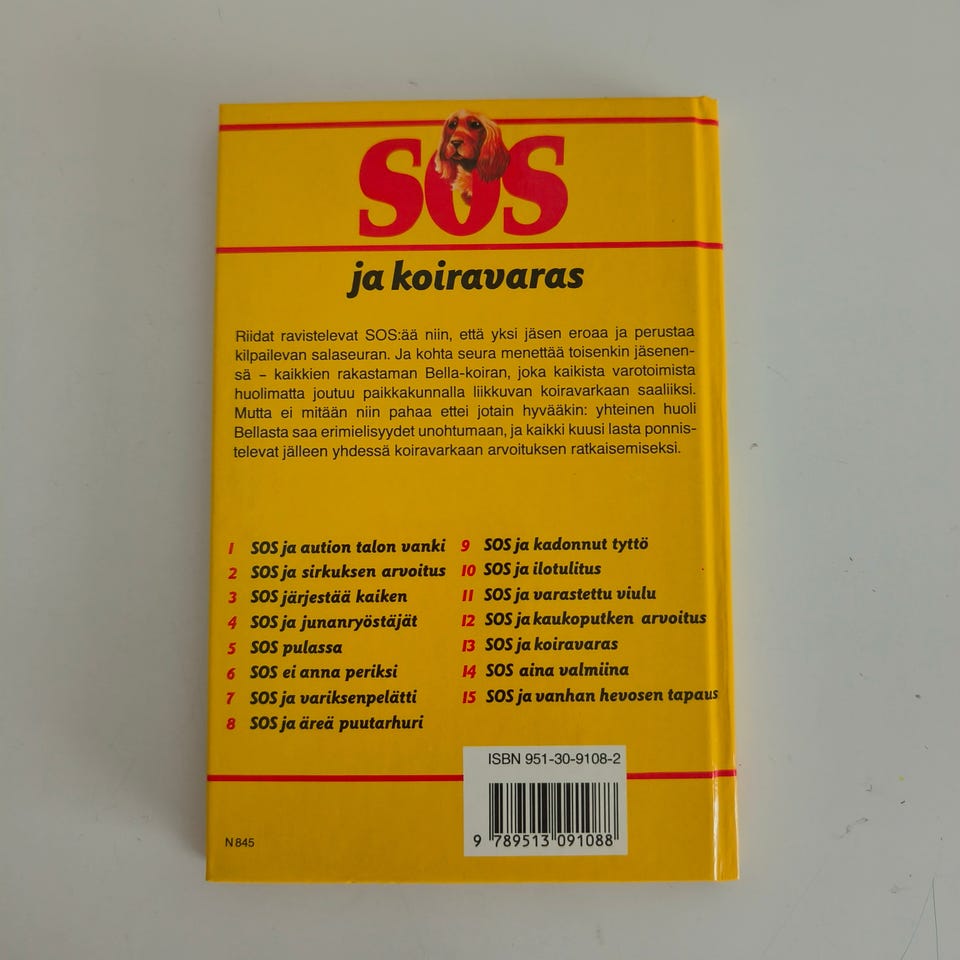 SOS
ja koiravaras
Riidat ravistelevat SOS:ää niin, että yksi jäsen eroaa ja perustaa
kilpailevan salaseuran. Ja kohta seura menettää toisenkin jäsenen-
sä – kaikkien rakastaman Bella-koiran, joka kaikista varotoimista
huolimatta joutuu paikkakunnalla liikkuvan koiravarkaan saaliiksi.
Mutta ei mitään niin pahaa ettei jotain hyvääkin: yhteinen huoli
Bellasta saa erimielisyydet unohtumaan, ja kaikki kuusi lasta ponnis-
televat jälleen yhdessä koiravarkaan arvoituksen ratkaisemiseksi.
1 SOS ja aution talon vanki
2 SOS ja sirkuksen arvoitus
3 SOS järjestää kaiken
4 SOS ja junanryöstäjät
5 SOS pulassa
6 SOS ei anna periksi
7 SOS ja variksenpelätti
8 SOS ja äreä puutarhuri
9 SOS ja kadonnut tyttö
10 SOS ja ilotulitus
11 SOS ja varastettu viulu
12 SOS ja kaukoputken arvoitus
13 SOS ja koiravaras
14 SOS aina valmiina
15 SOS ja vanhan hevosen tapaus
ISBN 951-30-9108-2
9 789513 091088
N 845